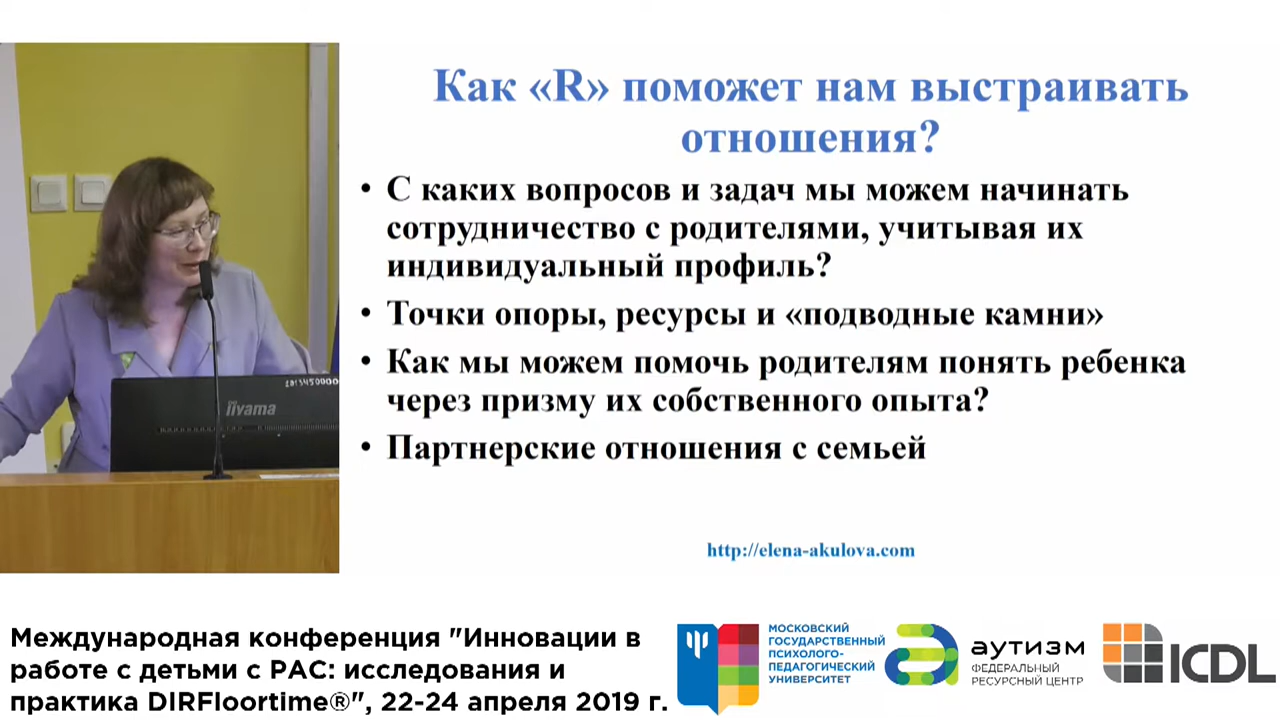 Как «R» поможет нам выстраивать
отношения?
• С каких вопросов и задач мы можем начинать
сотрудничество с родителями, учитывая их
индивидуальный профиль?
• Точки опоры, ресурсы и «подводные камни»
• Как мы можем помочь родителям понять ребенка
через призму их собственного опыта?
• Партнерские отношения с семьей
http://elena-akulova.com
iiyama
Международная конференция "Инновации в
работе с детьми с РАС: исследования и
практика DIRFloortime®", 22-24 апреля 2019 г.
МОСКОВСКИЙ
ГОСУДАРСТВЕННЫЙ
ПСИХОЛОГО-
ПЕДАГОГИЧЕСКИЙ
УНИВЕРСИТЕТ
аутизм
ФЕДЕРАЛЬНЫЙ
РЕСУРСНЫЙ ЦЕНТР
ICDL